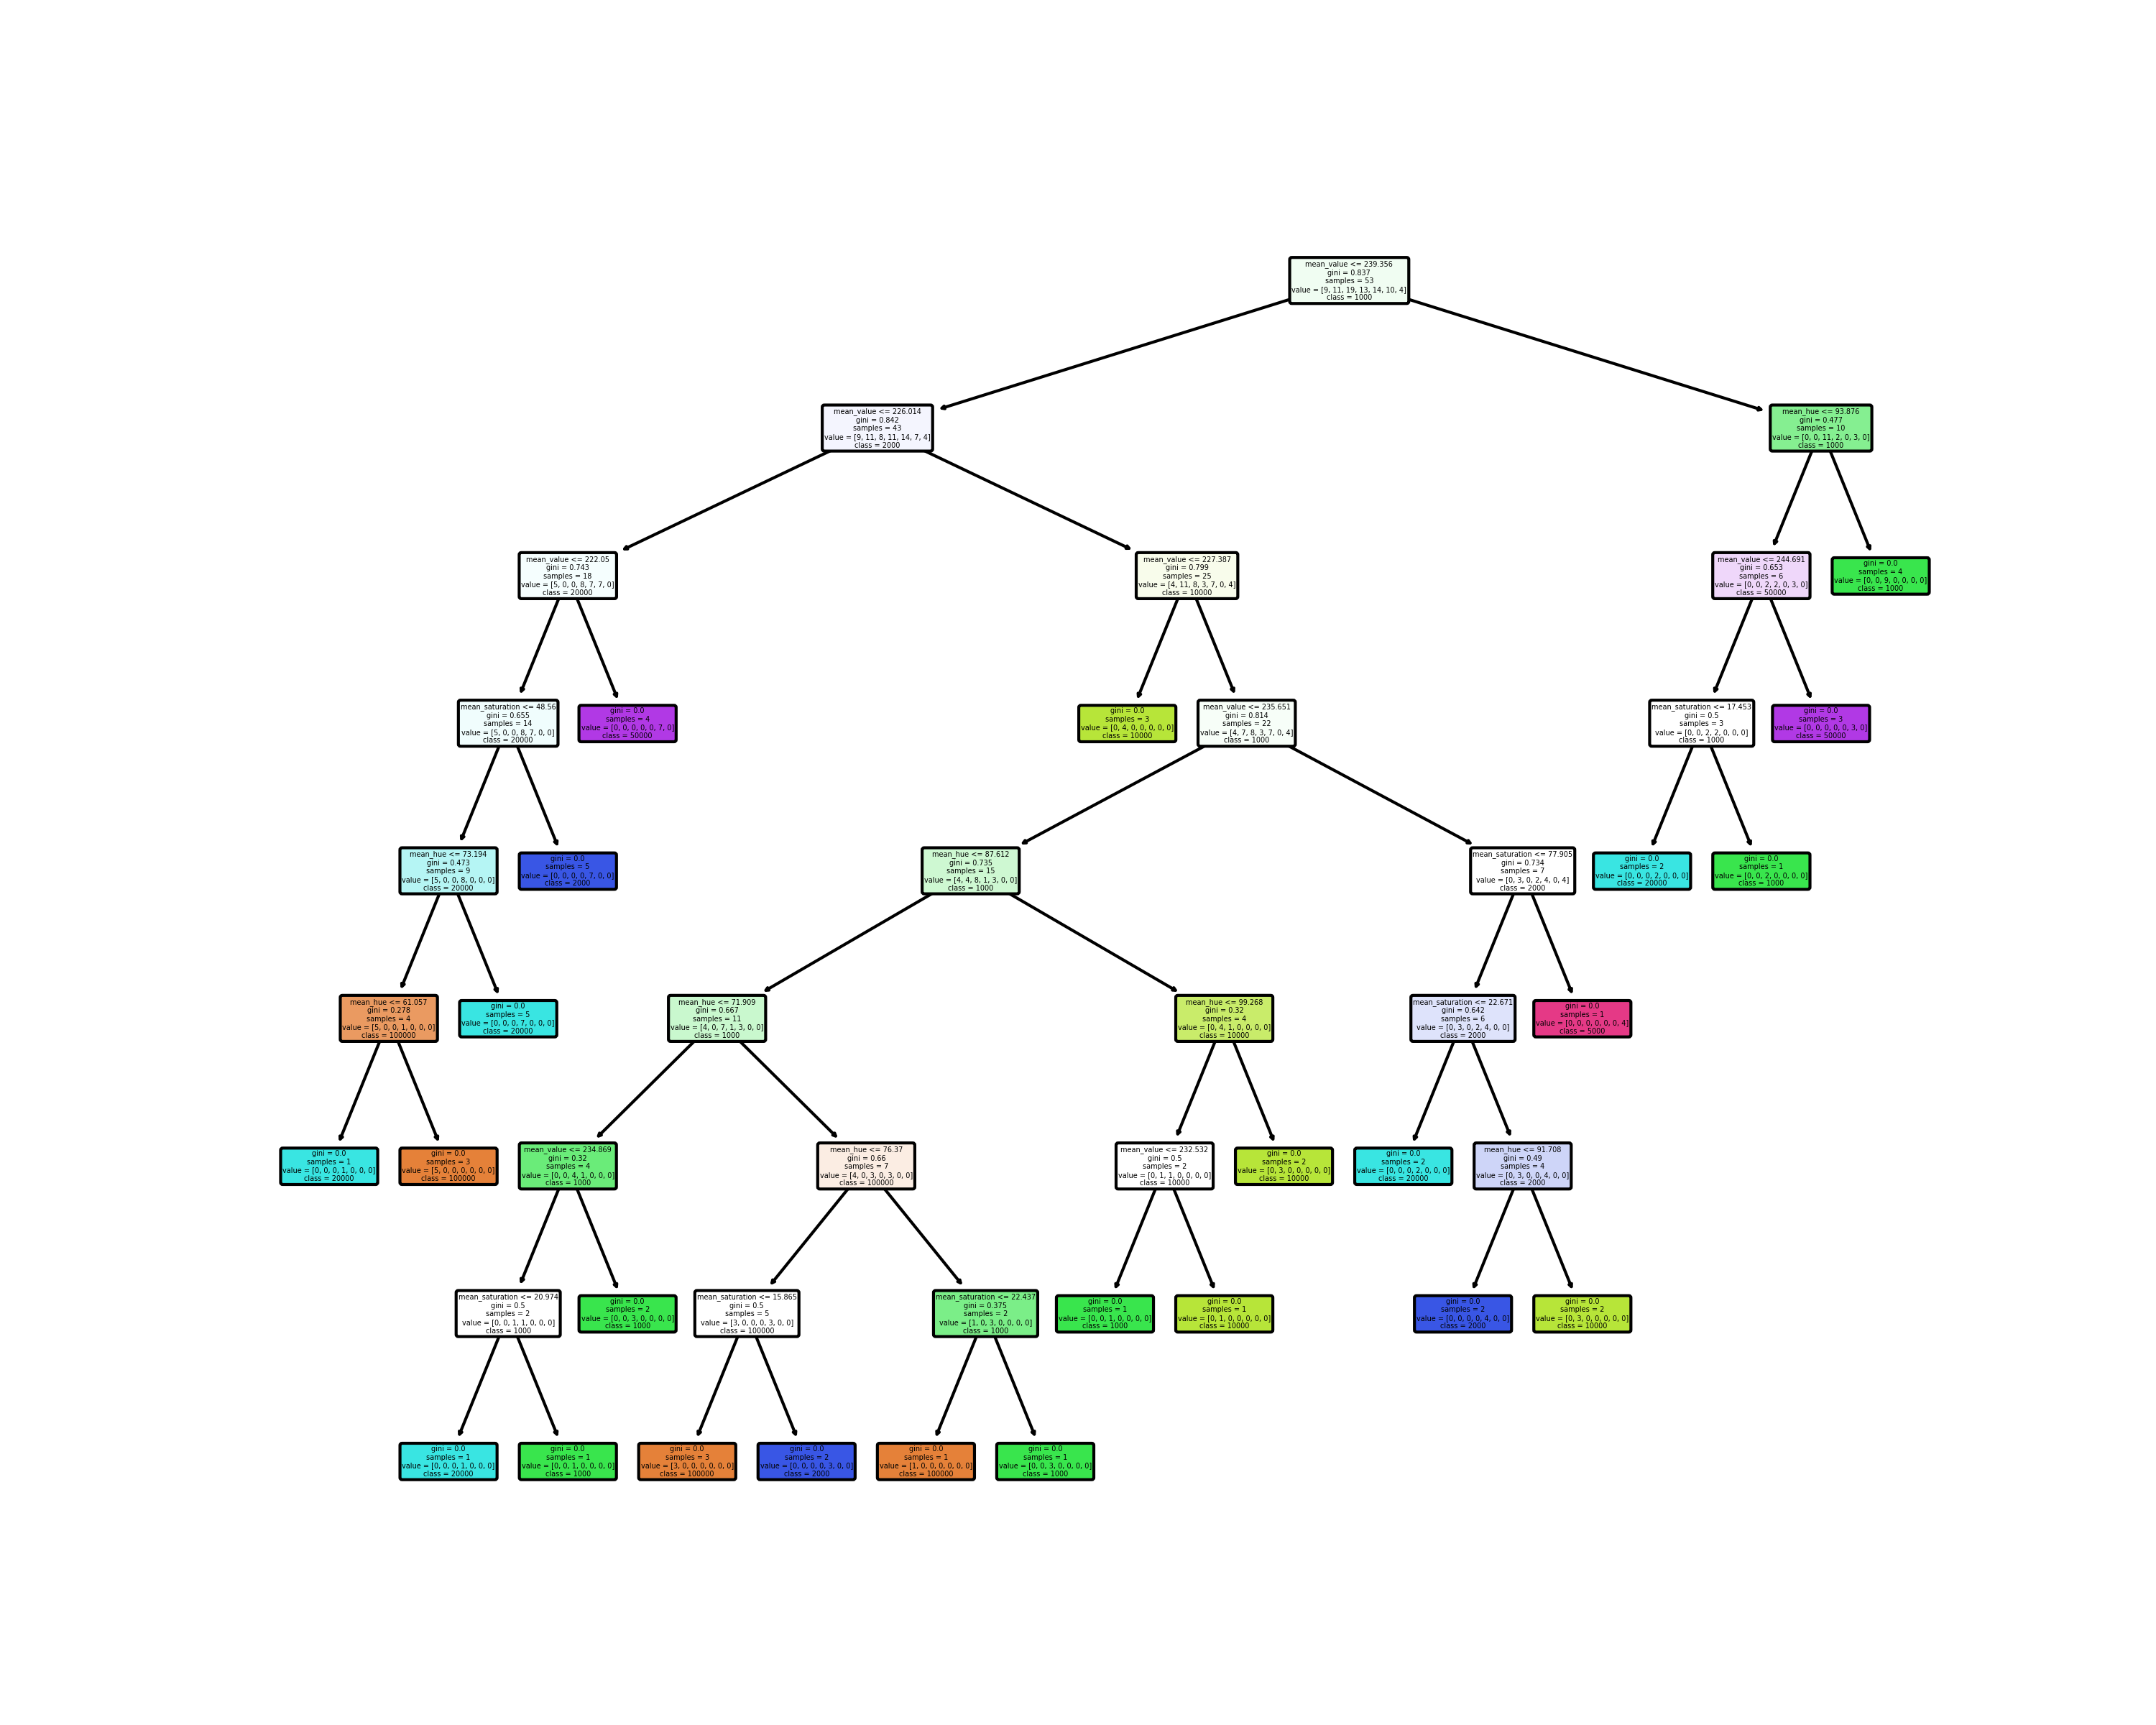 mean_value <= 239.356
gini = 0.837
samples = 53
value = [9, 11, 19, 13, 14, 10, 4]
class = 1000
mean_value <= 226.014
gini = 0.842
samples = 43
value = [9, 11, 8, 11, 14, 7, 4]
class = 2000
mean_hue <= 93.876
gini = 0.477
samples = 10
value = [0, 0, 11, 2, 0, 3, 0]
class = 1000
mean_value <= 222.05
gini = 0.743
samples = 18
value = [5, 0, 0, 8, 7, 7, 0]
class = 20000
mean_value <= 227.387
gini = 0.799
samples = 25
value = [4, 11, 8, 3, 7, 0, 4]
class = 10000
mean_value <= 244.691
gini = 0.653
samples = 6
value = [0, 0, 2, 2, 0, 3, 0]
class = 50000
gini = 0.0
samples = 4
value = [0, 0, 9, 0, 0, 0, 0]
class = 1000
mean_saturation <= 48.56
gini = 0.655
samples = 14
value = [5, 0, 0, 8, 7, 0, 0]
class = 20000
gini = 0.0
samples = 4
value = [0, 0, 0, 0, 0, 7, 0]
class = 50000
gini = 0.0
samples = 3
value = [0, 4, 0, 0, 0, 0, 0]
class = 10000
mean_value <= 235.651
gini = 0.814
samples = 22
value = [4, 7, 8, 3, 7, 0, 4]
class = 1000
mean_saturation <= 17.453
gini = 0.5
samples = 3
value = [0, 0, 2, 2, 0, 0, 0]
class = 1000
gini = 0.0
samples = 3
value = [0, 0, 0, 0, 0, 3, 0]
class = 50000
mean_hue <= 73.194
gini = 0.473
samples = 9
value = [5, 0, 0, 8, 0, 0, 0]
class = 20000
gini = 0.0
samples = 5
value = [0, 0, 0, 0, 7, 0, 0]
class = 2000
mean_hue <= 87.612
gini = 0.735
samples = 15
value = [4, 4, 8, 1, 3, 0, 0]
class = 1000
mean_saturation <= 77.905
gini = 0.734
samples = 7
value = [0, 3, 0, 2, 4, 0, 4]
class = 2000
gini = 0.0
samples = 2
value = [0, 0, 0, 2, 0, 0, 0]
class = 20000
gini = 0.0
samples = 1
value = [0, 0, 2, 0, 0, 0, 0]
class = 1000
mean_hue <= 61.057
gini = 0.278
samples = 4
value = [5, 0, 0, 1, 0, 0, 0]
class = 100000
gini = 0.0
samples = 5
value = [0, 0, 0, 7, 0, 0, 0]
class = 20000
mean_hue <= 71.909
gini = 0.667
samples = 11
value = [4, 0, 7, 1, 3, 0, 0]
class = 1000
mean_hue <= 99.268
gini = 0.32
samples = 4
value = [0, 4, 1, 0, 0, 0, 0]
class = 10000
mean_saturation <= 22.671
gini = 0.642
samples = 6
value = [0, 3, 0, 2, 4, 0, 0]
class = 2000
gini = 0.0
samples = 1
value = [0, 0, 0, 0, 0, 0, 4]
class = 5000
gini = 0.0
samples = 1
value = [0, 0, 0, 1, 0, 0, 0]
class = 20000
gini = 0.0
samples = 3
value = [5, 0, 0, 0, 0, 0, 0]
class = 100000
mean_value <= 234.869
gini = 0.32
samples = 4
value = [0, 0, 4, 1, 0, 0, 0]
class = 1000
mean_hue <= 76.37
gini = 0.66
samples = 7
value = [4, 0, 3, 0, 3, 0, 0]
class = 100000
mean_value <= 232.532
gini = 0.5
samples = 2
value = [0, 1, 1, 0, 0, 0, 0]
class = 10000
gini = 0.0
samples = 2
value = [0, 3, 0, 0, 0, 0, 0]
class = 10000
gini = 0.0
samples = 2
value = [0, 0, 0, 2, 0, 0, 0]
class = 20000
mean_hue <= 91.708
gini = 0.49
samples = 4
value = [0, 3, 0, 0, 4, 0, 0]
class = 2000
mean_saturation <= 20.974
gini = 0.5
samples = 2
value = [0, 0, 1, 1, 0, 0, 0]
class = 1000
gini = 0.0
samples = 2
value = [0, 0, 3, 0, 0, 0, 0]
class = 1000
mean_saturation <= 15.865
gini = 0.5
samples = 5
value = [3, 0, 0, 0, 3, 0, 0]
class = 100000
mean_saturation <= 22.437
gini = 0.375
samples = 2
value = [1, 0, 3, 0, 0, 0, 0]
class = 1000
gini = 0.0
samples = 1
value = [0, 0, 1, 0, 0, 0, 0]
class = 1000
gini = 0.0
samples = 1
value = [0, 1, 0, 0, 0, 0, 0]
class = 10000
gini = 0.0
samples = 2
value = [0, 0, 0, 0, 4, 0, 0]
class = 2000
gini = 0.0
samples = 2
value = [0, 3, 0, 0, 0, 0, 0]
class = 10000
gini = 0.0
samples = 1
value = [0, 0, 0, 1, 0, 0, 0]
class = 20000
gini = 0.0
samples = 1
value = [0, 0, 1, 0, 0, 0, 0]
class = 1000
gini = 0.0
samples = 3
value = [3, 0, 0, 0, 0, 0, 0]
class = 100000
gini = 0.0
samples = 2
value = [0, 0, 0, 0, 3, 0, 0]
class = 2000
gini = 0.0
samples = 1
value = [1, 0, 0, 0, 0, 0, 0]
class = 100000
gini = 0.0
samples = 1
value = [0, 0, 3, 0, 0, 0, 0]
class = 1000